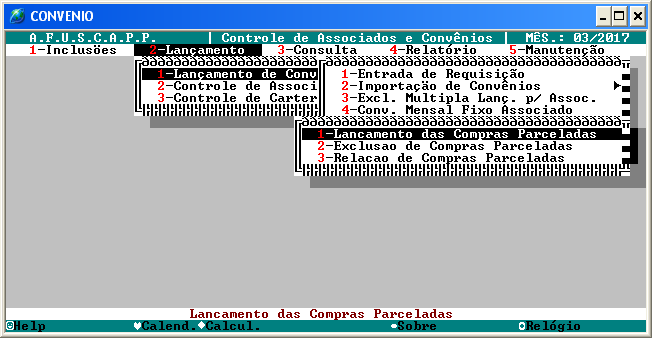 CONVENIO
A.F.U.S.C.A.P.P. | Controle de Associados e Convênios | MÊS.: 03/2017
1-Inclusões 2-Lançamento 3-Consulta 4-Relatório 5-Manutenção
1-Lançamento de Conv
2-Controle de Associ
3-Controle de Carter
1-Entrada de Requisição
2-Importação de Convênios
3-Excl. Multipla Lanç. p/ Assoc.
4-Conv. Mensal Fixo Associado
1-Lancamento das Compras Parceladas
2-Exclusao de Compras Parceladas
3-Relacao de Compras Parceladas
Lancamento das Compras Parceladas
Help Calend. Calcul. Sobre Relógio